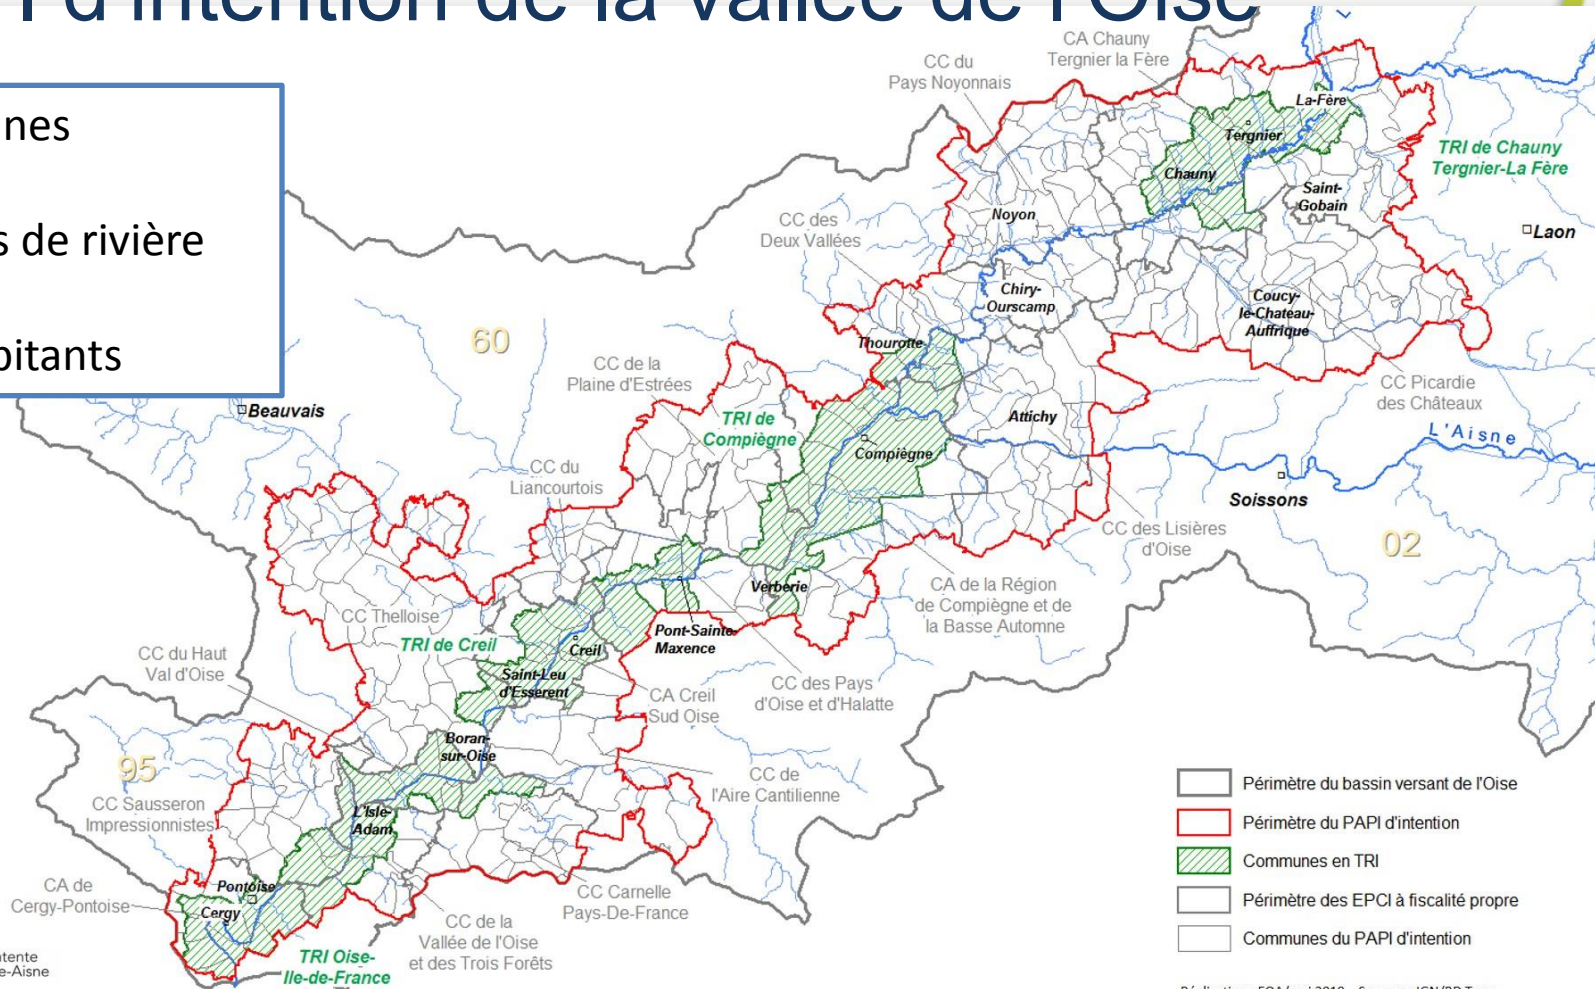 d'intention de la vallée de l'Oise
nes
s de rivière
bitants
CC du
Pays Noyonnais
CA Chauny
Tergnier la Fère
La-Fère
Tergnier
Chauny
TRI de Chauny
Tergnier-La Fère
Saint-
Gobain
Laon
Noyon
CC des
Deux Vallées
Chiry-
Ourscamp
Coucy-
le-Chateau-
Auffrique
60
Thourotte
CC de la
Plaine d'Estrées
CC Picardie
des Châteaux
Beauvais
TRI de
Compiègne
Attichy
L'Aisne
Compiègne
CC du
Liancourtois
Soissons
CC des Lisières
d'Oise
02
Verberie
CA de la Région
de Compiègne et de
la Basse Automne
CC Thelloise
TRI de Creil
Creil
Pont-Sainte-
Maxence
CC du Haut
Val d'Oise
Saint-Leu
d'Esserent
CA Creil
Sud Oise
CC des Pays
d'Oise et d'Halatte
Boran-
sur-Oise
95
CC de
l'Aire Cantilienne
CC Sausseron
Impressionnistes
L'Isle-
Adam
CA de
Cergy-Pontoise
Pontoise
Cergy
CC Carnelle
Pays-De-France
CC de la
Vallée de l'Oise
et des Trois Forêts
TRI Oise-
Ile-de-France
tente
e-Aisne
Périmètre du bassin versant de l'Oise
Périmètre du PAPI d'intention
Communes en TRI
Périmètre des EPCI à fiscalité propre
Communes du PAPI d'intention